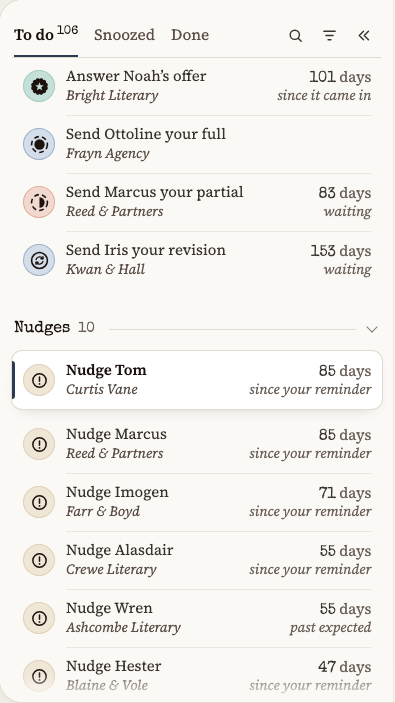 To do 106 Snoozed Done
Answer Noah's offer 101 days
Bright Literary since it came in
Send Ottoline your full
Frayn Agency
Send Marcus your partial 83 days
Reed & Partners waiting
Send Iris your revision 153 days
Kwan & Hall waiting
Nudges 10
Nudge Tom 85 days
Curtis Vane since your reminder
Nudge Marcus 85 days
Reed & Partners since your reminder
Nudge Imogen 71 days
Farr & Boyd since your reminder
Nudge Alasdair 55 days
Crewe Literary since your reminder
Nudge Wren 55 days
Ashcombe Literary past expected
Nudge Hester 47 days
Blaine & Vole since your reminder